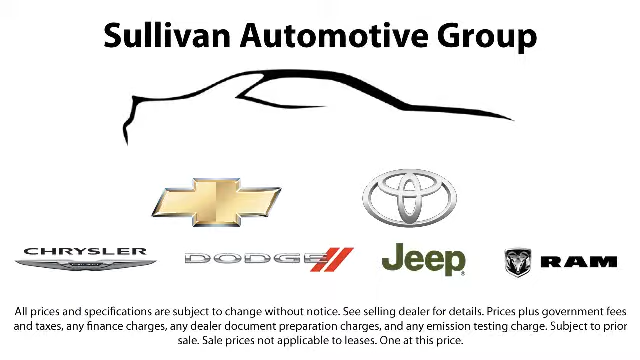 Sullivan Automotive Group
CHRYSLER DODGE Jeep RAM
All prices and specifications are subject to change without notice. See selling dealer for details. Prices plus government fees
and taxes, any finance charges, any dealer document preparation charges, and any emission testing charge. Subject to prior
sale. Sale prices not applicable to leases. One at this price.